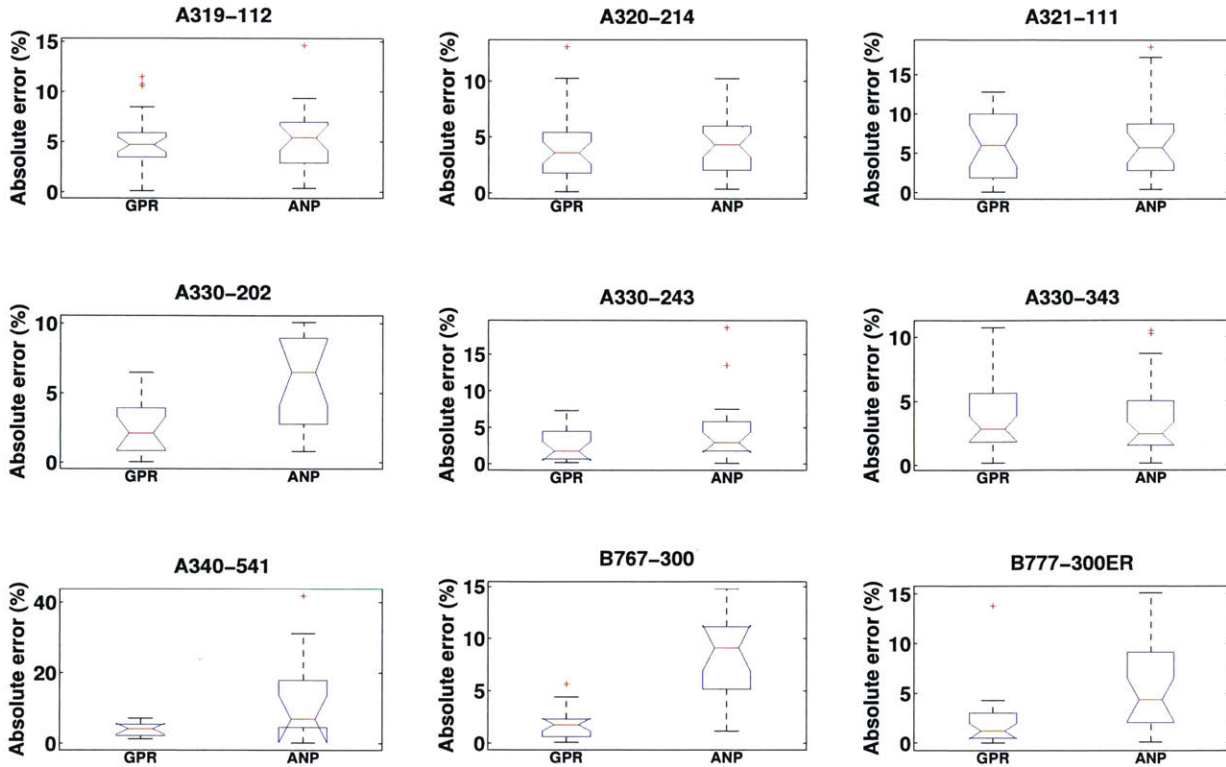 A319−112
Absolute error (%)
15
10
5
0
GPR ANP
A320−214
Absolute error (%)
10
5
0
GPR ANP
A321−111
Absolute error (%)
15
10
5
0
GPR ANP
A330−202
Absolute error (%)
10
5
0
GPR ANP
A330−243
Absolute error (%)
15
10
5
0
GPR ANP
A330−343
Absolute error (%)
10
5
0
GPR ANP
A340−541
Absolute error (%)
40
20
0
GPR ANP
B767−300
Absolute error (%)
15
10
5
0
GPR ANP
B777−300ER
Absolute error (%)
15
10
5
0
GPR ANP